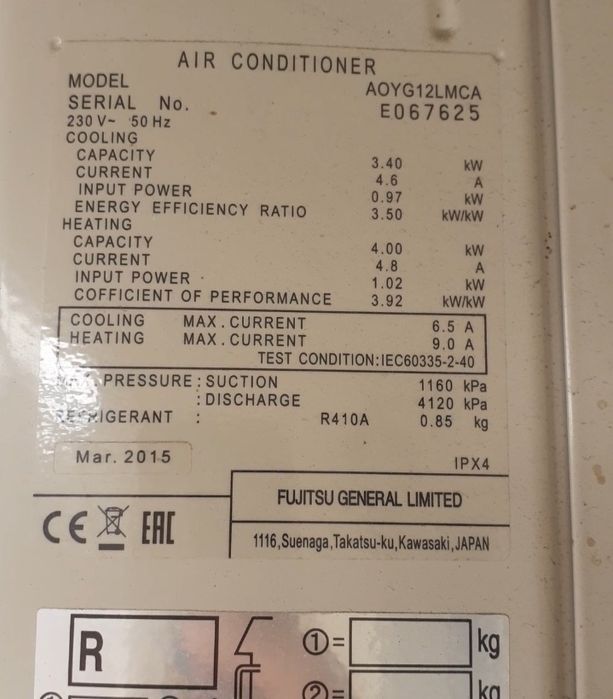 AIR CONDITIONER
MODEL AOYG12LMCA
SERIAL No. E067625
230 V~ 50 Hz
COOLING
CAPACITY 3.40 kW
CURRENT 4.6 A
INPUT POWER 0.97 kW
ENERGY EFFICIENCY RATIO 3.50 kW/kW
HEATING
CAPACITY 4.00 kW
CURRENT 4.8 A
INPUT POWER 1.02 kW
COFFICIENT OF PERFORMANCE 3.92 kW/kW
COOLING MAX. CURRENT 6.5 A
HEATING MAX. CURRENT 9.0 A
TEST CONDITION:IEC60335-2-40
PRESSURE : SUCTION 1160 kPa
: DISCHARGE 4120 kPa
REFRIGERANT : R410A 0.85 kg
Mar. 2015
IPX4
FUJITSU GENERAL LIMITED
CE EAC
1116,Suenaga,Takatsu-ku,Kawasaki,JAPAN
R ①= kg
②= kg